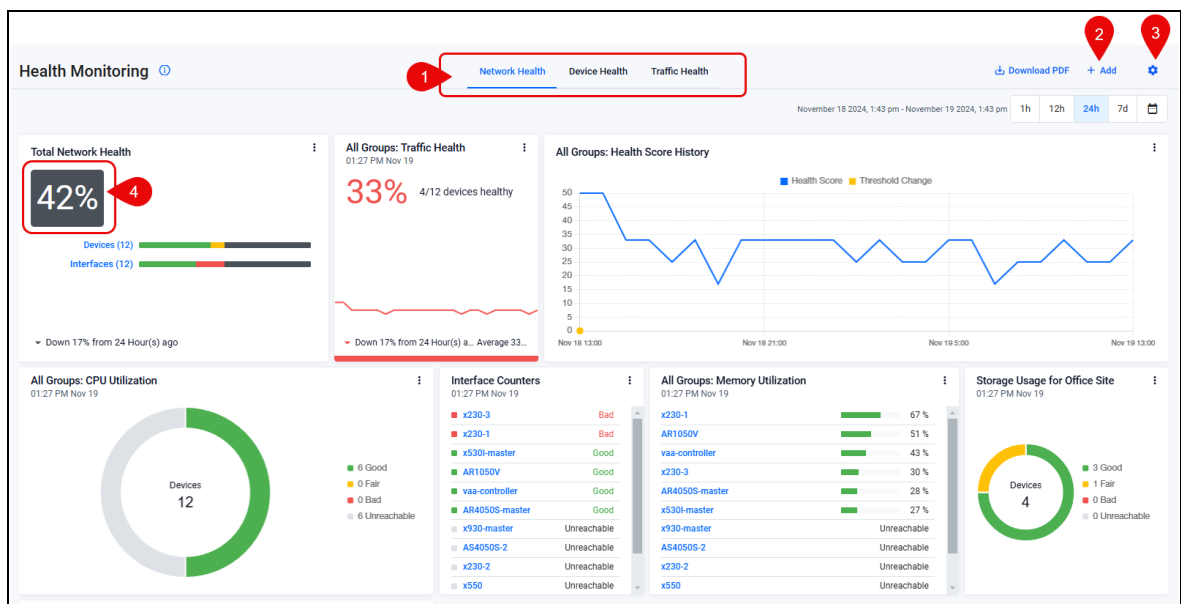 2
3
Health Monitoring
1
Network Health Device Health Traffic Health
Download PDF + Add
November 18 2024, 1:43 pm - November 19 2024, 1:43 pm 1h 12h 24h 7d
Total Network Health
42%
4
Devices (12)
Interfaces (12)
Down 17% from 24 Hour(s) ago
All Groups: Traffic Health
01:27 PM Nov 19
33% 4/12 devices healthy
Down 17% from 24 Hour(s) a... Average 33...
All Groups: Health Score History
Health Score Threshold Change
50
45
40
35
30
25
20
15
10
5
0
Nov 18 13:00 Nov 18 21:00 Nov 19 5:00 Nov 19 13:00
All Groups: CPU Utilization
01:27 PM Nov 19
Devices
12
6 Good
0 Fair
0 Bad
6 Unreachable
Interface Counters
01:27 PM Nov 19
x230-3 Bad
x230-1 Bad
x530l-master Good
AR1050V Good
vaa-controller Good
AR4050S-master Good
x930-master Unreachable
AS4050S-2 Unreachable
x230-2 Unreachable
x550 Unreachable
All Groups: Memory Utilization
01:27 PM Nov 19
x230-1 67 %
AR1050V 51 %
vaa-controller 43 %
x230-3 30 %
AR4050S-master 28 %
x530l-master 27 %
x930-master Unreachable
AS4050S-2 Unreachable
x230-2 Unreachable
x550 Unreachable
Storage Usage for Office Site
01:27 PM Nov 19
Devices
4
3 Good
1 Fair
0 Bad
0 Unreachable